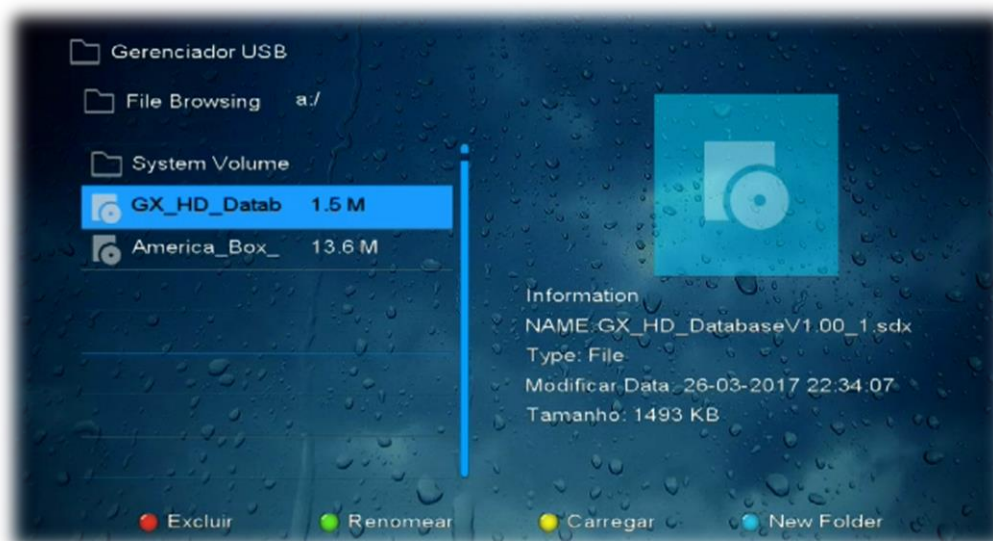 Gerenciador USB
File Browsing a:/
System Volume
GX_HD_Datab 1.5 M
America_Box_ 13.6 M
Information
NAME:GX_HD_DatabaseV1.00_1.sdx
Type: File
Modificar Data: 26-03-2017 22:34:07
Tamanho: 1493 KB
Excluir Renomear Carregar New Folder